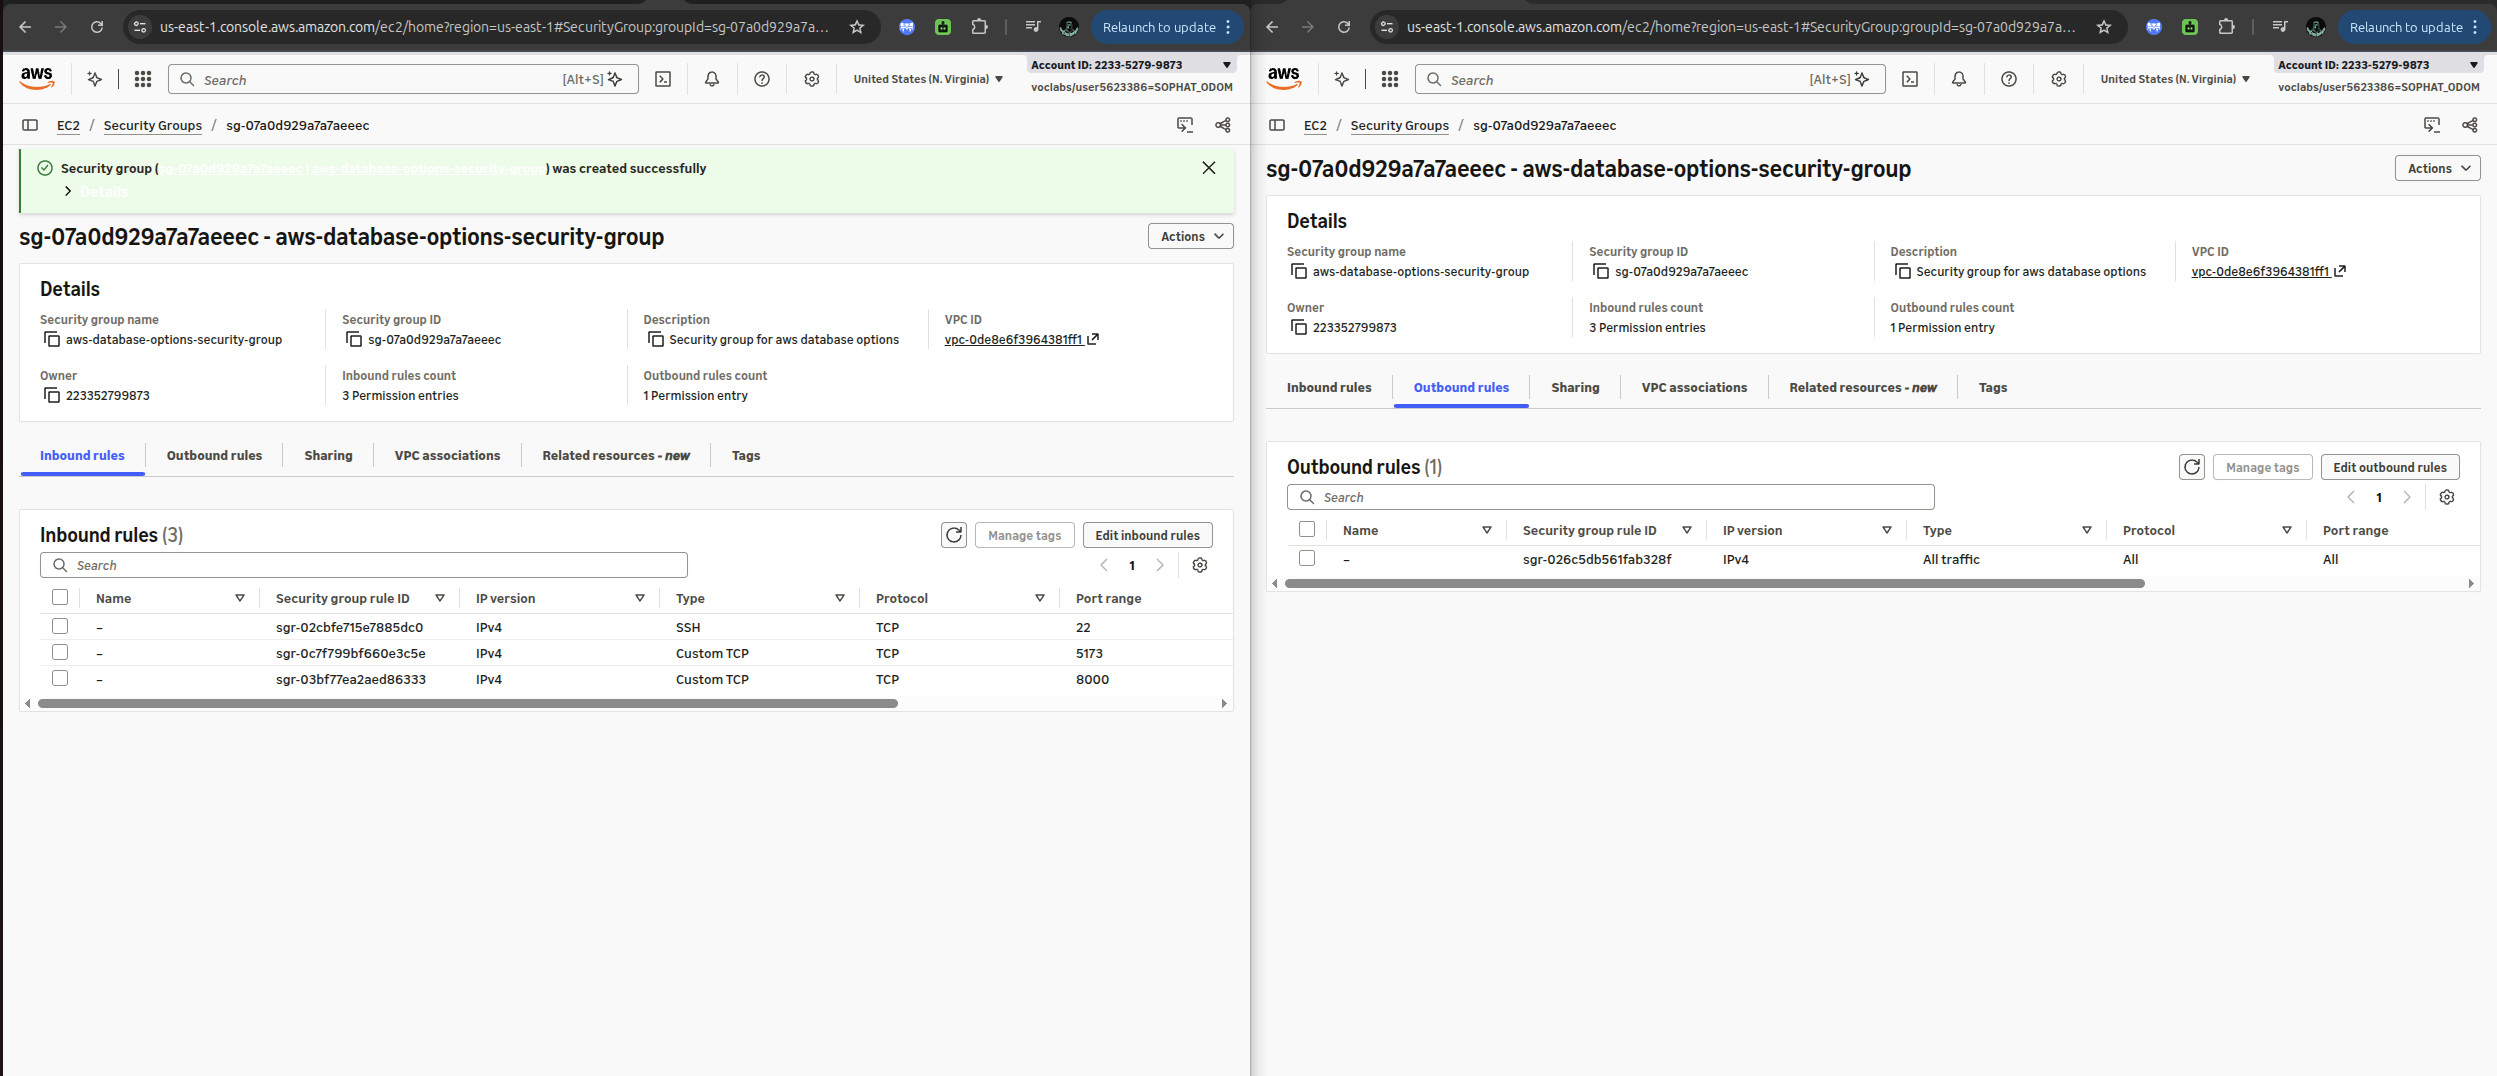 us-east-1.console.aws.amazon.com/ec2/home?region=us-east-1#SecurityGroup:groupId=sg-07a0d929a7a...
Relaunch to update
aws
Search
[Alt+S]
United States (N. Virginia)
Account ID: 2233-5279-9873
voclabs/user5623386=SOPHAT_ODOM
EC2 / Security Groups / sg-07a0d929a7a7aeeec
Security group (sg-07a0d929a7a7aeeec | aws-database-options-security-group) was created successfully
Details
sg-07a0d929a7a7aeeec - aws-database-options-security-group
Actions
Details
Security group name
aws-database-options-security-group
Security group ID
sg-07a0d929a7a7aeeec
Description
Security group for aws database options
VPC ID
vpc-0de8e6f3964381ff1
Owner
223352799873
Inbound rules count
3 Permission entries
Outbound rules count
1 Permission entry
Inbound rules
Outbound rules
Sharing
VPC associations
Related resources - new
Tags
Inbound rules (3)
Manage tags
Edit inbound rules
Search
1
Name Security group rule ID IP version Type Protocol Port range
– sgr-02cbfe715e7885dc0 IPv4 SSH TCP 22
– sgr-0c7f799bf660e3c5e IPv4 Custom TCP TCP 5173
– sgr-03bf77ea2aed86333 IPv4 Custom TCP TCP 8000
us-east-1.console.aws.amazon.com/ec2/home?region=us-east-1#SecurityGroup:groupId=sg-07a0d929a7a...
Relaunch to update
aws
Search
[Alt+S]
United States (N. Virginia)
Account ID: 2233-5279-9873
voclabs/user5623386=SOPHAT_ODOM
EC2 / Security Groups / sg-07a0d929a7a7aeeec
sg-07a0d929a7a7aeeec - aws-database-options-security-group
Actions
Details
Security group name
aws-database-options-security-group
Security group ID
sg-07a0d929a7a7aeeec
Description
Security group for aws database options
VPC ID
vpc-0de8e6f3964381ff1
Owner
223352799873
Inbound rules count
3 Permission entries
Outbound rules count
1 Permission entry
Inbound rules
Outbound rules
Sharing
VPC associations
Related resources - new
Tags
Outbound rules (1)
Manage tags
Edit outbound rules
Search
1
Name Security group rule ID IP version Type Protocol Port range
– sgr-026c5db561fab328f IPv4 All traffic All All